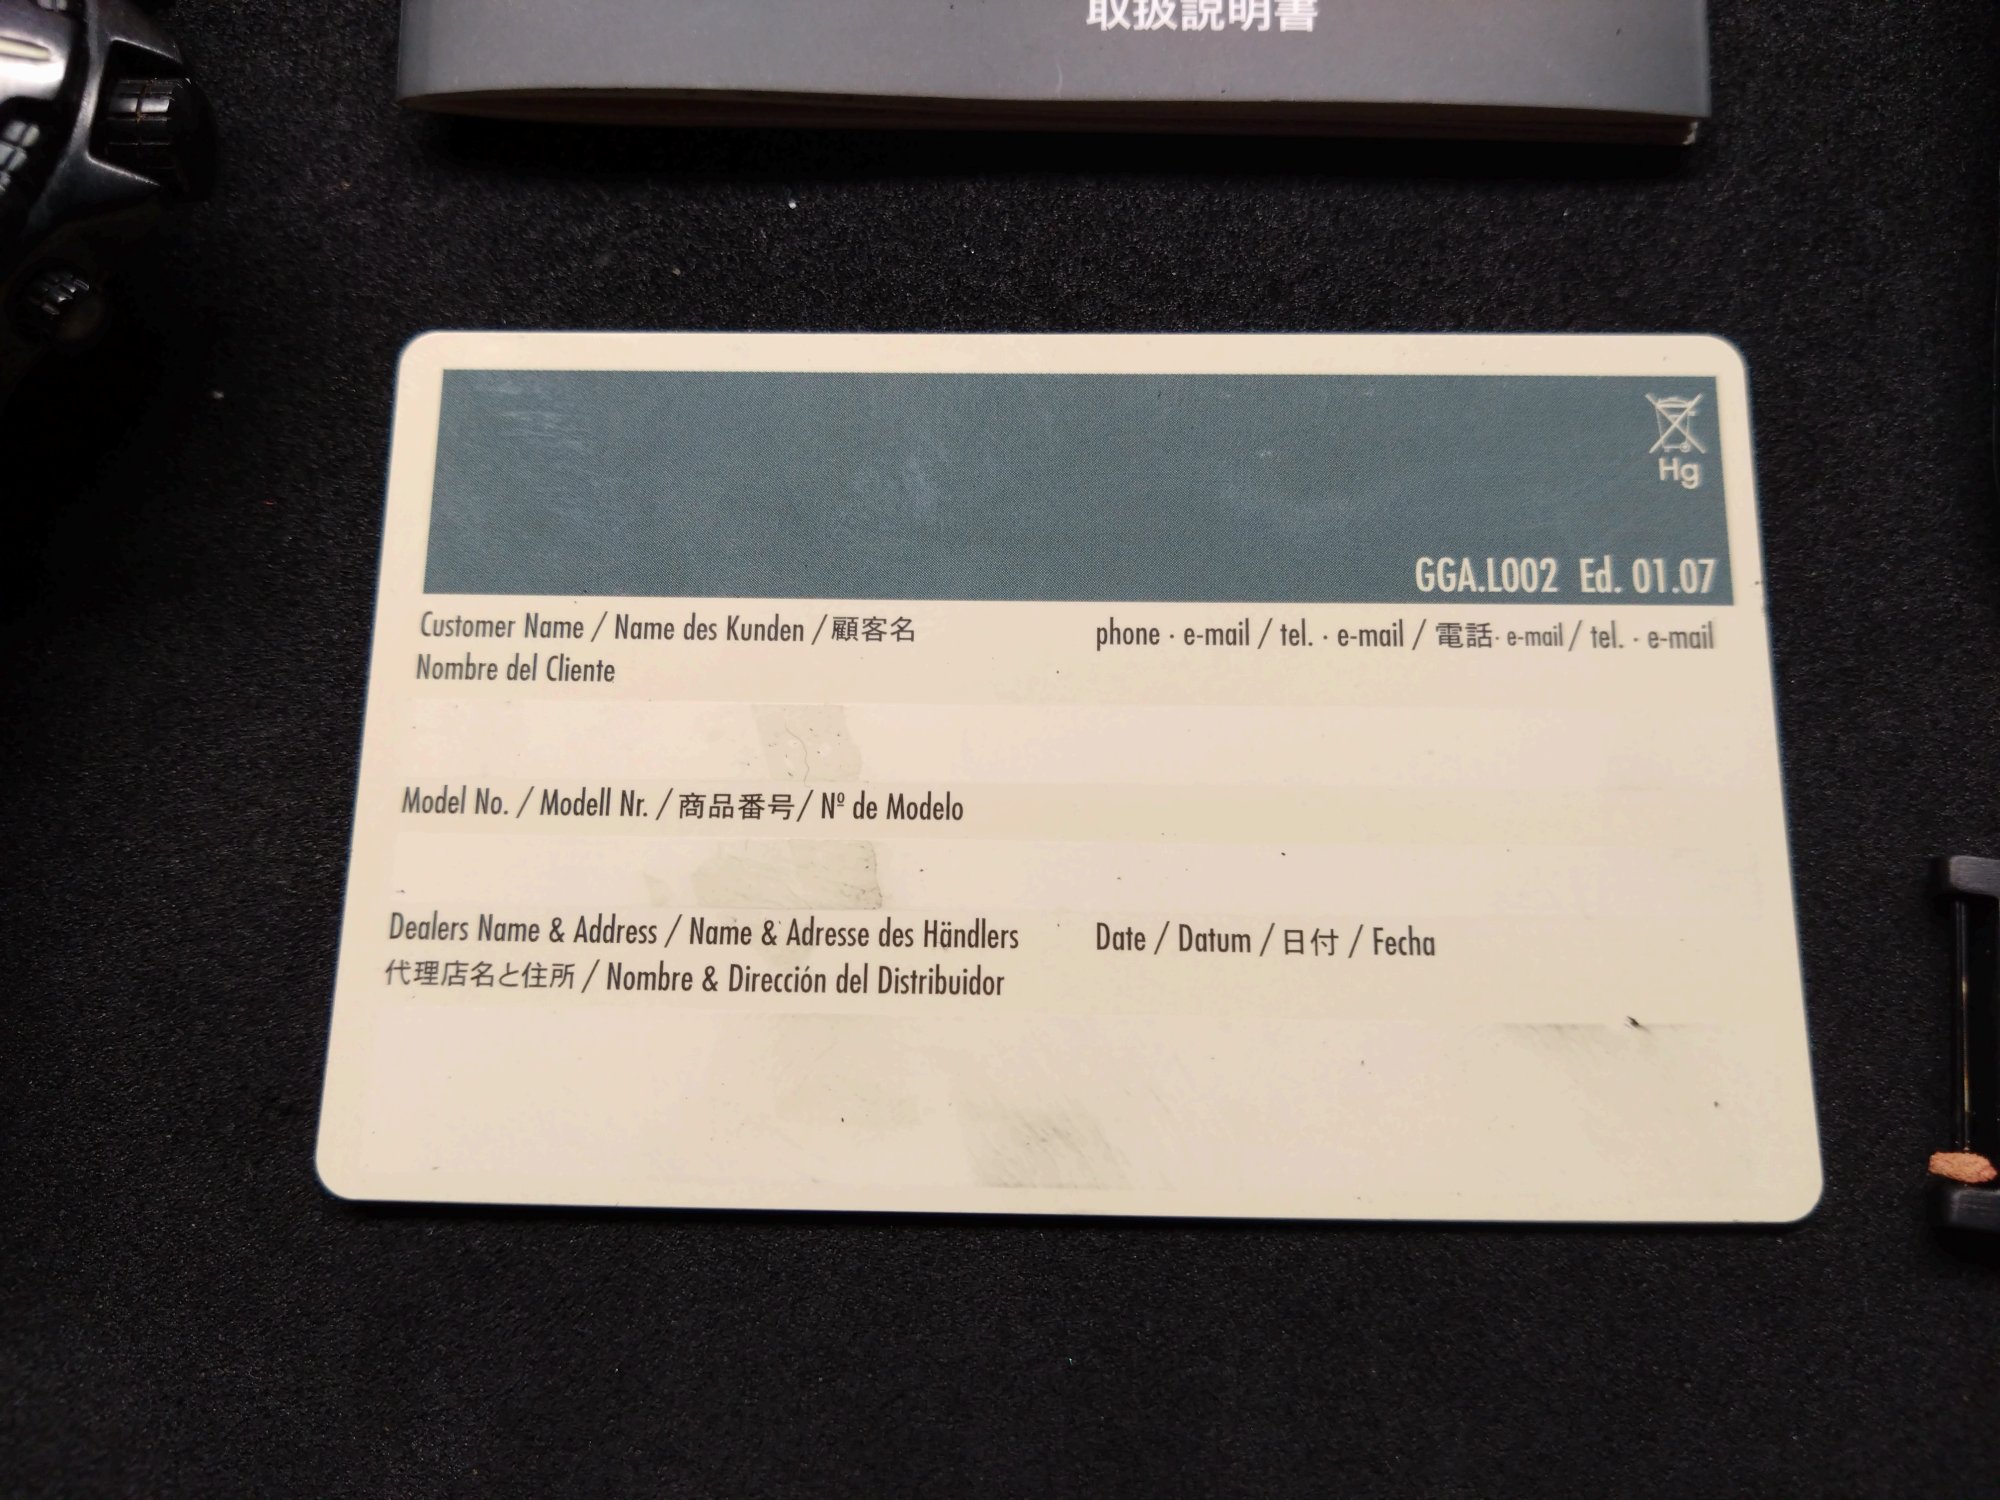 取扱説明書
Hg
GGA.L002 Ed. 01.07
Customer Name / Name des Kunden / 顧客名
Nombre del Cliente
phone · e-mail / tel. · e-mail / 電話· e-mail / tel. · e-mail
Model No. / Modell Nr. / 商品番号 / Nº de Modelo
Dealers Name & Address / Name & Adresse des Händlers
代理店名と住所 / Nombre & Dirección del Distribuidor
Date / Datum / 日付 / Fecha